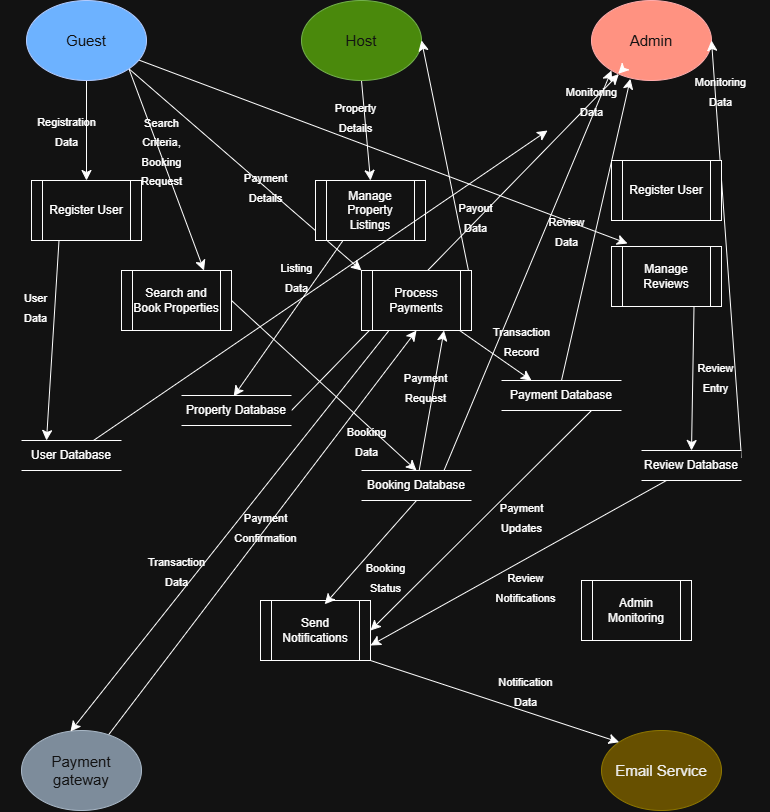 Guest
Host
Admin
Registration
Data
Search
Criteria,
Booking
Request
Property
Details
Monitoring
Data
Monitoring
Data
Payment
Details
Register User
Manage
Property
Listings
Payout
Data
Review
Data
Register User
User
Data
Search and
Book Properties
Listing
Data
Process
Payments
Manage
Reviews
Transaction
Record
Payment
Request
Review
Entry
Property Database
Payment Database
User Database
Booking
Data
Booking Database
Review Database
Payment
Confirmation
Payment
Updates
Transaction
Data
Booking
Status
Review
Notifications
Send
Notifications
Admin
Monitoring
Notification
Data
Payment
gateway
Email Service